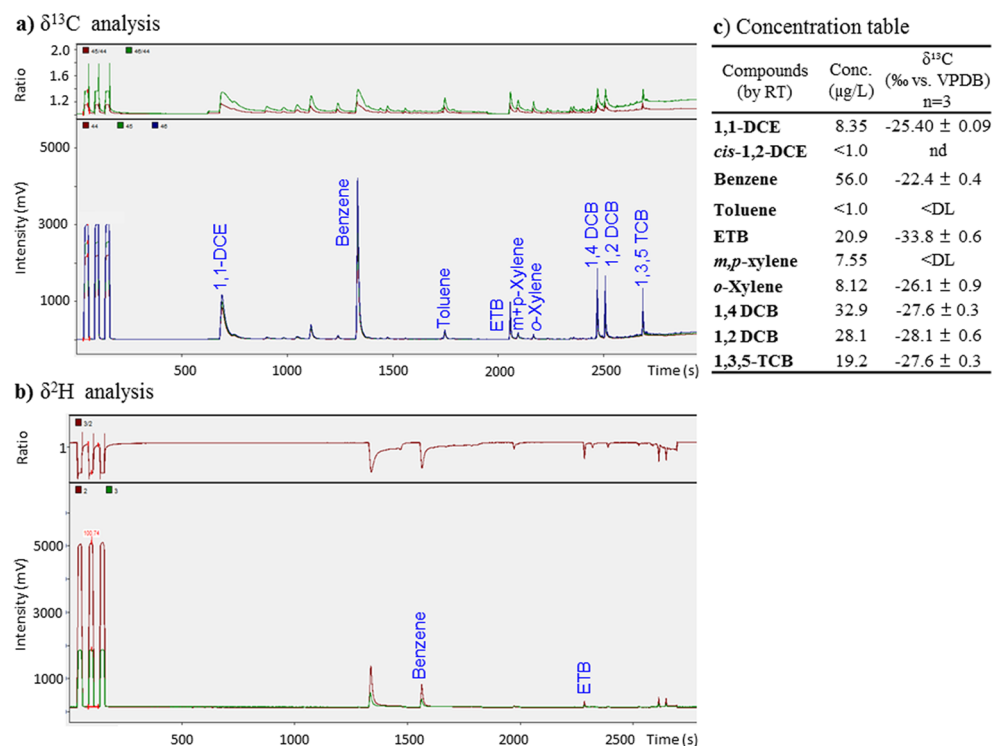 a) δ¹³C analysis
2.0
1.6
1.2
Ratio
45/44 46/44
44 45 46
5000
3000
1000
Intensity (mV)
1,1-DCE
Benzene
Toluene
ETB
m+p-Xylene
o-Xylene
1,4 DCB
1,2 DCB
1,3,5 TCB
500 1000 1500 2000 2500 Time (s)
b) δ²H analysis
1
Ratio
3/2
2 3
5000
3000
1000
Intensity (mV)
Benzene
ETB
500 1000 1500 2000 2500 Time (s)
c) Concentration table
Compounds (by RT) Conc. (µg/L) δ¹³C (‰ vs. VPDB) n=3
1,1-DCE 8.35 -25.40 ± 0.09
cis-1,2-DCE <1.0 nd
Benzene 56.0 -22.4 ± 0.4
Toluene <1.0 <DL
ETB 20.9 -33.8 ± 0.6
m,p-xylene 7.55 <DL
o-Xylene 8.12 -26.1 ± 0.9
1,4 DCB 32.9 -27.6 ± 0.3
1,2 DCB 28.1 -28.1 ± 0.6
1,3,5-TCB 19.2 -27.6 ± 0.3